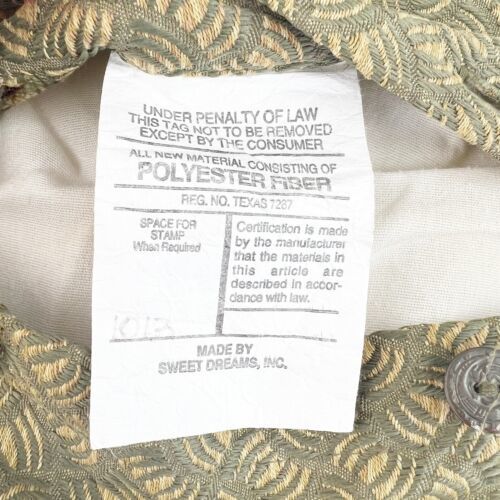 UNDER PENALTY OF LAW
THIS TAG NOT TO BE REMOVED
EXCEPT BY THE CONSUMER
ALL NEW MATERIAL CONSISTING OF
POLYESTER FIBER
REG. NO. TEXAS 7287
SPACE FOR
STAMP
When Required
Certification is made
by the manufacturer
that the materials in
this article are
described in accor-
dance with law.
1013
MADE BY
SWEET DREAMS, INC.